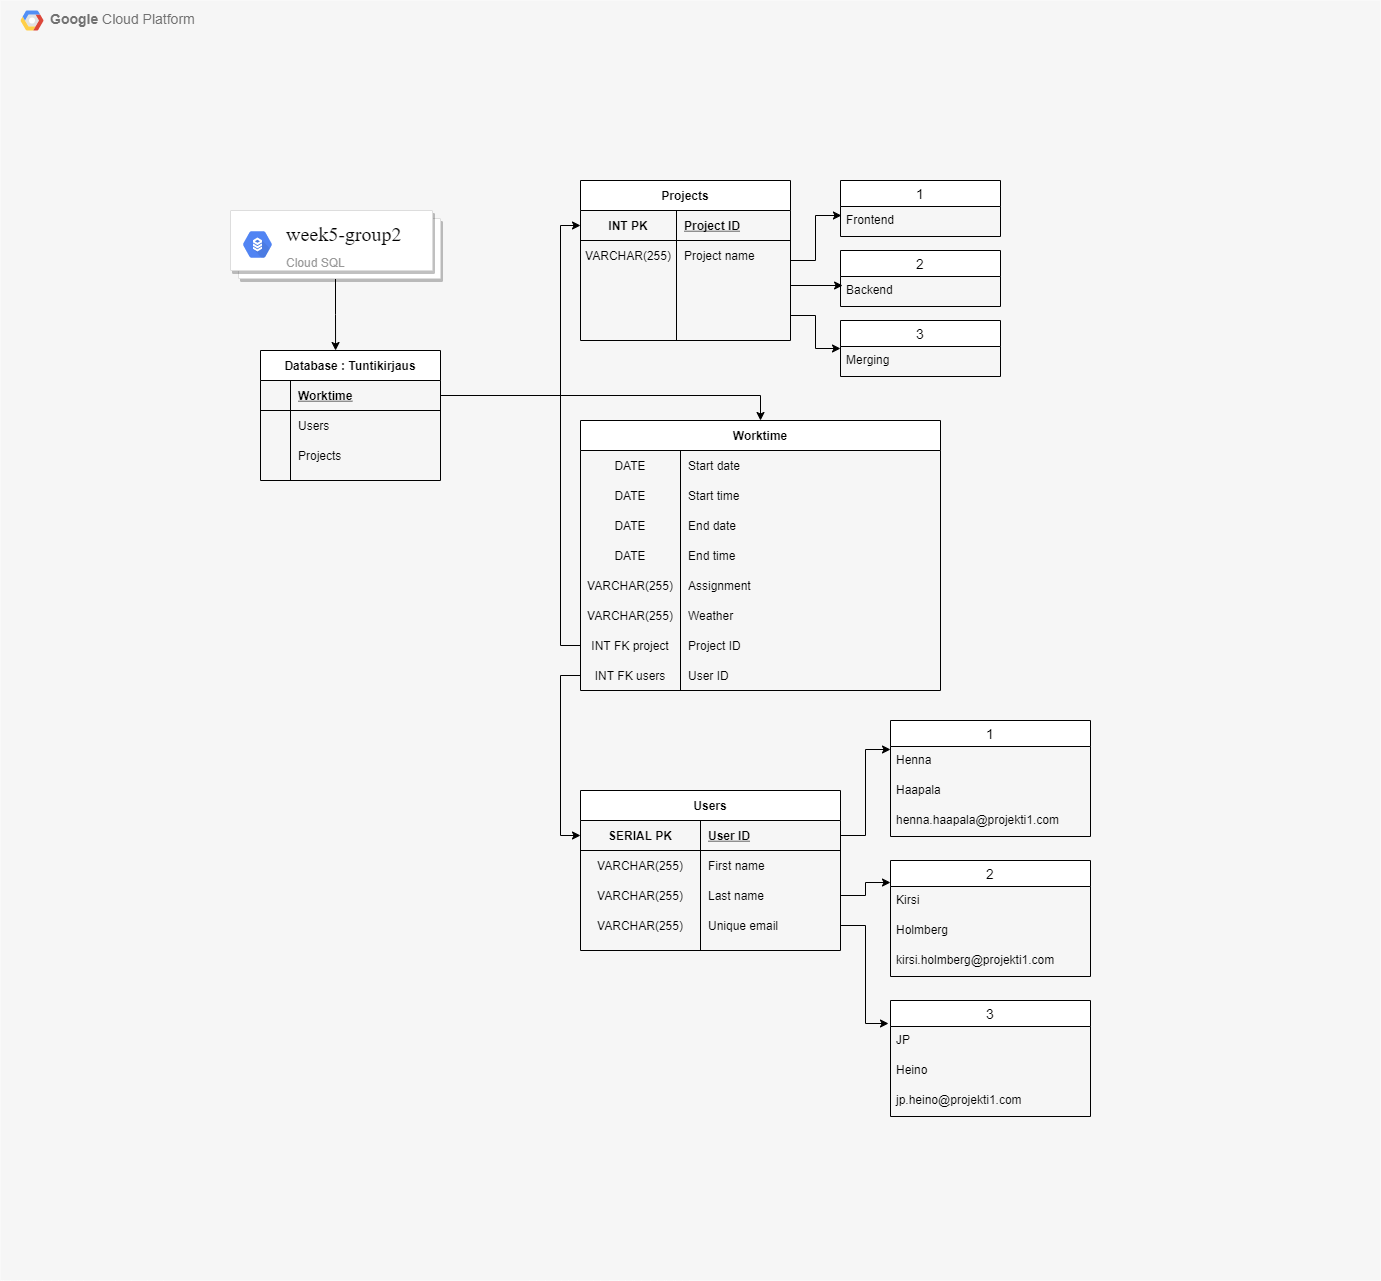 Google Cloud Platform
week5-group2
Cloud SQL
Database : Tuntikirjaus
Worktime
Users
Projects
Projects
INT PK Project ID
VARCHAR(255) Project name
1
Frontend
2
Backend
3
Merging
Worktime
DATE Start date
DATE Start time
DATE End date
DATE End time
VARCHAR(255) Assignment
VARCHAR(255) Weather
INT FK project Project ID
INT FK users User ID
Users
SERIAL PK User ID
VARCHAR(255) First name
VARCHAR(255) Last name
VARCHAR(255) Unique email
1
Henna
Haapala
henna.haapala@projekti1.com
2
Kirsi
Holmberg
kirsi.holmberg@projekti1.com
3
JP
Heino
jp.heino@projekti1.com